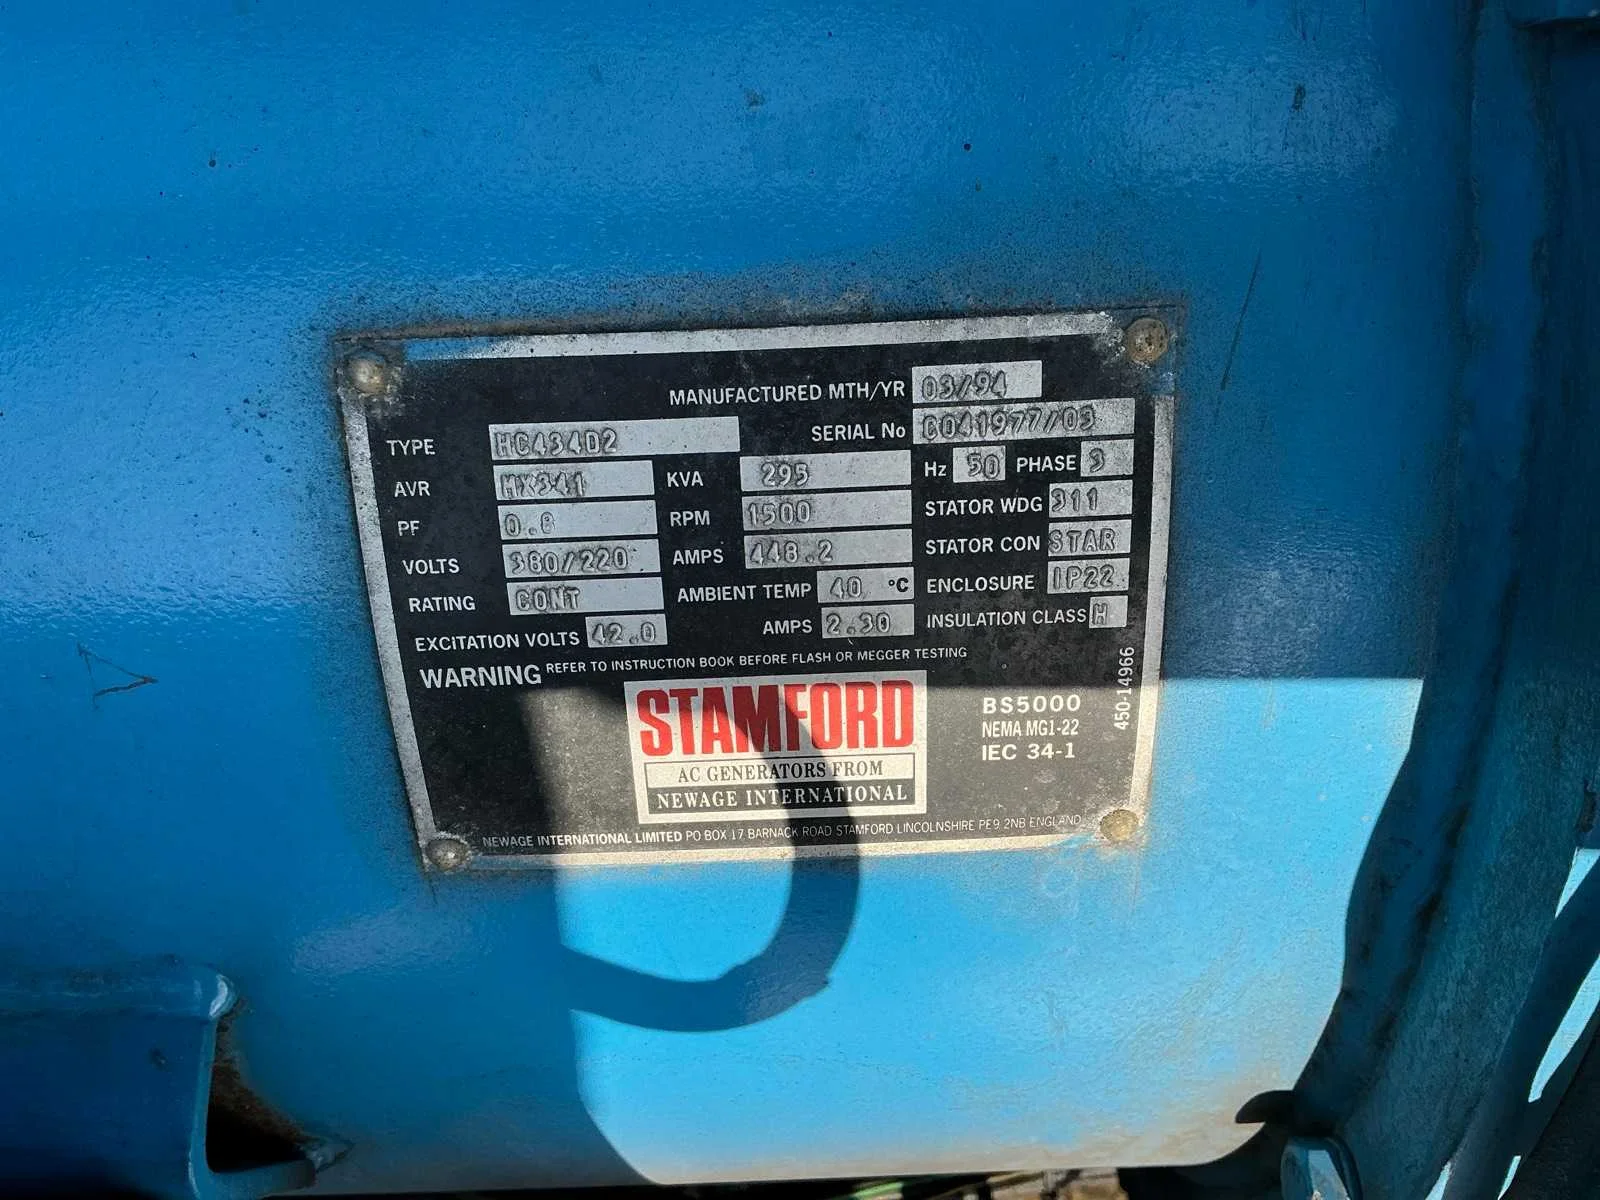 MANUFACTURED MTH/YR 03/94
TYPE HC434D2 SERIAL No C041977/03
AVR MX341 KVA 295 Hz 50 PHASE 3
PF 0.8 RPM 1500 STATOR WDG 311
VOLTS 380/220 AMPS 448.2 STATOR CON STAR
RATING CONT AMBIENT TEMP 40 °C ENCLOSURE IP22
EXCITATION VOLTS 42.0 AMPS 2.30 INSULATION CLASS H
WARNING REFER TO INSTRUCTION BOOK BEFORE FLASH OR MEGGER TESTING
STAMFORD
AC GENERATORS FROM
NEWAGE INTERNATIONAL
BS5000
NEMA MG1-22
IEC 34-1
450-14966
NEWAGE INTERNATIONAL LIMITED PO BOX 17 BARNACK ROAD STAMFORD LINCOLNSHIRE PE9 2NB ENGLAND